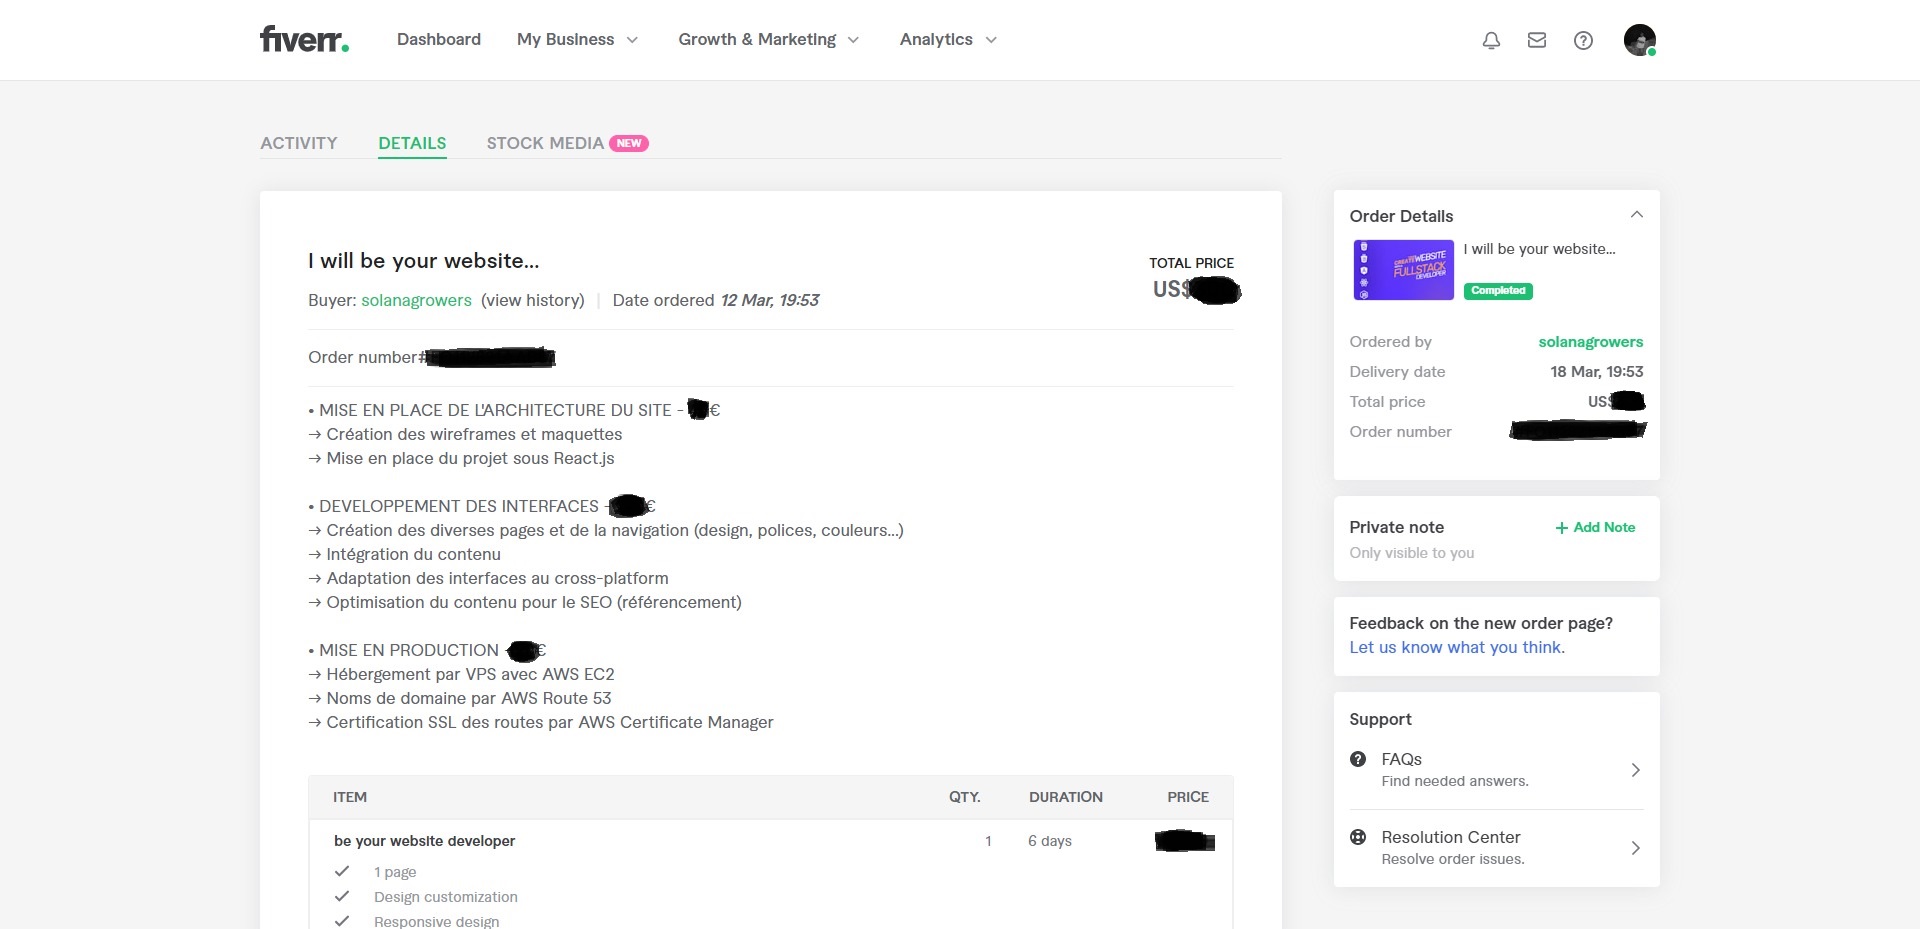 fiverr.
Dashboard
My Business
Growth & Marketing
Analytics
ACTIVITY
DETAILS
STOCK MEDIA NEW
I will be your website...
TOTAL PRICE
Buyer: solanagrowers (view history) | Date ordered 12 Mar, 19:53
US$
Order number#
• MISE EN PLACE DE L'ARCHITECTURE DU SITE - €
→ Création des wireframes et maquettes
→ Mise en place du projet sous React.js
• DEVELOPPEMENT DES INTERFACES - €
→ Création des diverses pages et de la navigation (design, polices, couleurs...)
→ Intégration du contenu
→ Adaptation des interfaces au cross-platform
→ Optimisation du contenu pour le SEO (référencement)
• MISE EN PRODUCTION - €
→ Hébergement par VPS avec AWS EC2
→ Noms de domaine par AWS Route 53
→ Certification SSL des routes par AWS Certificate Manager
ITEM QTY. DURATION PRICE
be your website developer 1 6 days
1 page
Design customization
Responsive design
Order Details
CREATE WEBSITE
FULLSTACK
DEVELOPER
I will be your website...
Completed
Ordered by solanagrowers
Delivery date 18 Mar, 19:53
Total price US$
Order number
Private note + Add Note
Only visible to you
Feedback on the new order page?
Let us know what you think.
Support
FAQs
Find needed answers.
Resolution Center
Resolve order issues.